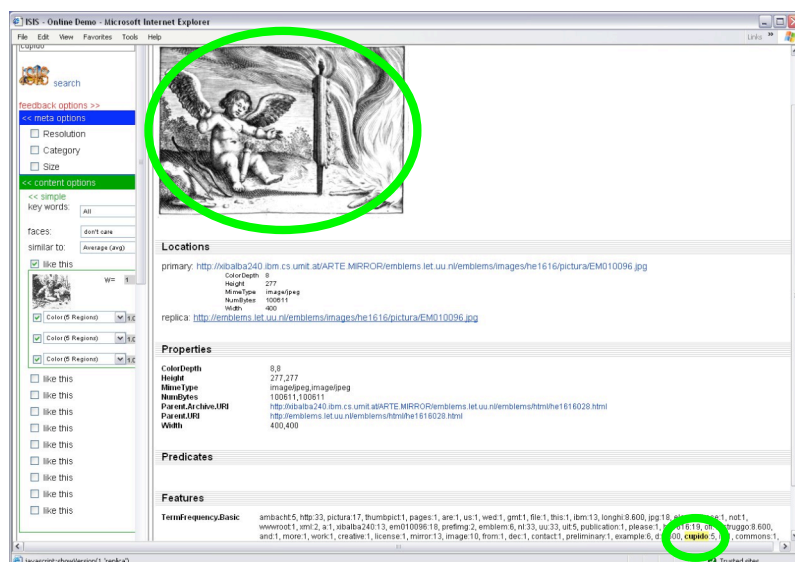 ISIS - Online Demo - Microsoft Internet Explorer
File Edit View Favorites Tools Help Links »
cupido
search
feedback options >>
<< meta options
Resolution
Category
Size
<< content options
<< simple
key words: All
faces: don't care
similar to: Average (avg)
like this
w= 1
Color (5 Regions)
Color (5 Regions)
Color (5 Regions)
like this
like this
like this
like this
like this
like this
like this
like this
like this
Locations
primary: http://xibalba240.ibm.cs.umit.at/ARTE.MIRROR/emblems.let.uu.nl/emblems/images/he1616/pictura/EM010096.jpg
ColorDepth 8
Height 277
MimeType image/jpeg
NumBytes 100611
Width 400
replica: http://emblems.let.uu.nl/emblems/images/he1616/pictura/EM010096.jpg
Properties
ColorDepth 8,8
Height 277,277
MimeType image/jpeg,image/jpeg
NumBytes 100611,100611
Parent.Archive.URI http://xibalba240.ibm.cs.umit.at/ARTE.MIRROR/emblems.let.uu.nl/emblems/html/he1616028.html
Parent.URI http://emblems.let.uu.nl/emblems/html/he1616028.html
Width 400,400
Predicates
Features
TermFrequency.Basic ambacht:5, http:33, pictura:17, thumbpict:1, pages:1, are:1, us:1, wed:1, gmt:1, file:1, this:1, ibm:13, longhi:8.600, jpg:18, not:1,
wwwroot:1, xml:2, a:1, xibalba240:13, em010096:18, prefimg:2, emblem:6, nl:33, uu:33, uit:5, publication:1, please:1, struggo:8.600,
and:1, more:1, work:1, creative:1, license:1, mirror:13, image:10, from:1, dec:1, contact:1, preliminary:1, example:6, cupido:5, commons:1,
javascript:showVersion(1,'replica') Trusted sites